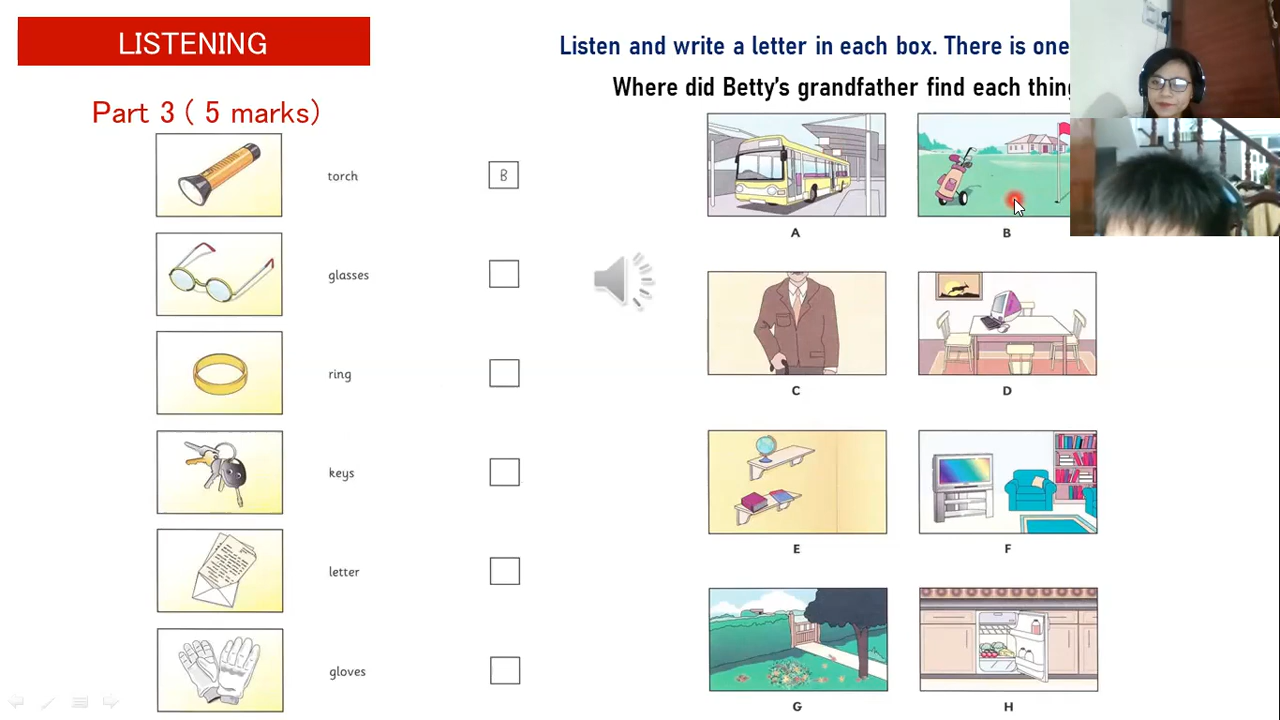 LISTENING
Listen and write a letter in each box. There is one
Where did Betty's grandfather find each thing
Part 3 ( 5 marks)
torch
B
glasses
ring
keys
letter
gloves
A
B
C
D
E
F
G
H